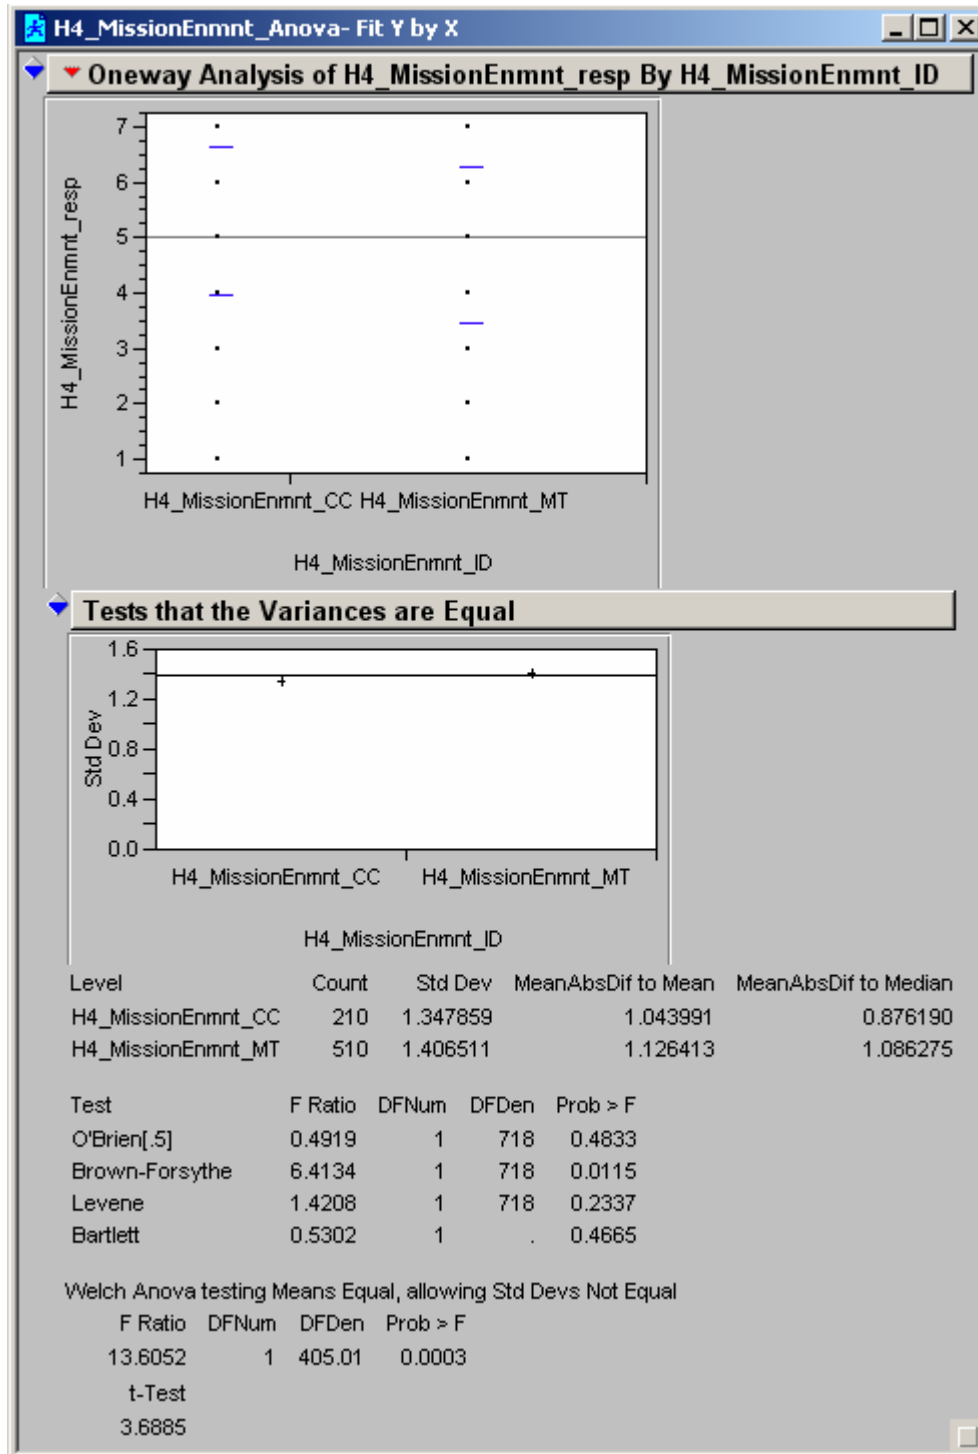 H4_MissionEnmnt_Anova- Fit Y by X
Oneway Analysis of H4_MissionEnmnt_resp By H4_MissionEnmnt_ID
H4_MissionEnmnt_resp
7
6
5
4
3
2
1
H4_MissionEnmnt_CC H4_MissionEnmnt_MT
H4_MissionEnmnt_ID
Tests that the Variances are Equal
Std Dev
1.6
1.2
0.8
0.4
0.0
H4_MissionEnmnt_CC H4_MissionEnmnt_MT
H4_MissionEnmnt_ID
Level Count Std Dev MeanAbsDif to Mean MeanAbsDif to Median
H4_MissionEnmnt_CC 210 1.347859 1.043991 0.876190
H4_MissionEnmnt_MT 510 1.406511 1.126413 1.086275
Test F Ratio DFNum DFDen Prob > F
O'Brien[.5] 0.4919 1 718 0.4833
Brown-Forsythe 6.4134 1 718 0.0115
Levene 1.4208 1 718 0.2337
Bartlett 0.5302 1 . 0.4665
Welch Anova testing Means Equal, allowing Std Devs Not Equal
F Ratio DFNum DFDen Prob > F
13.6052 1 405.01 0.0003
t-Test
3.6885